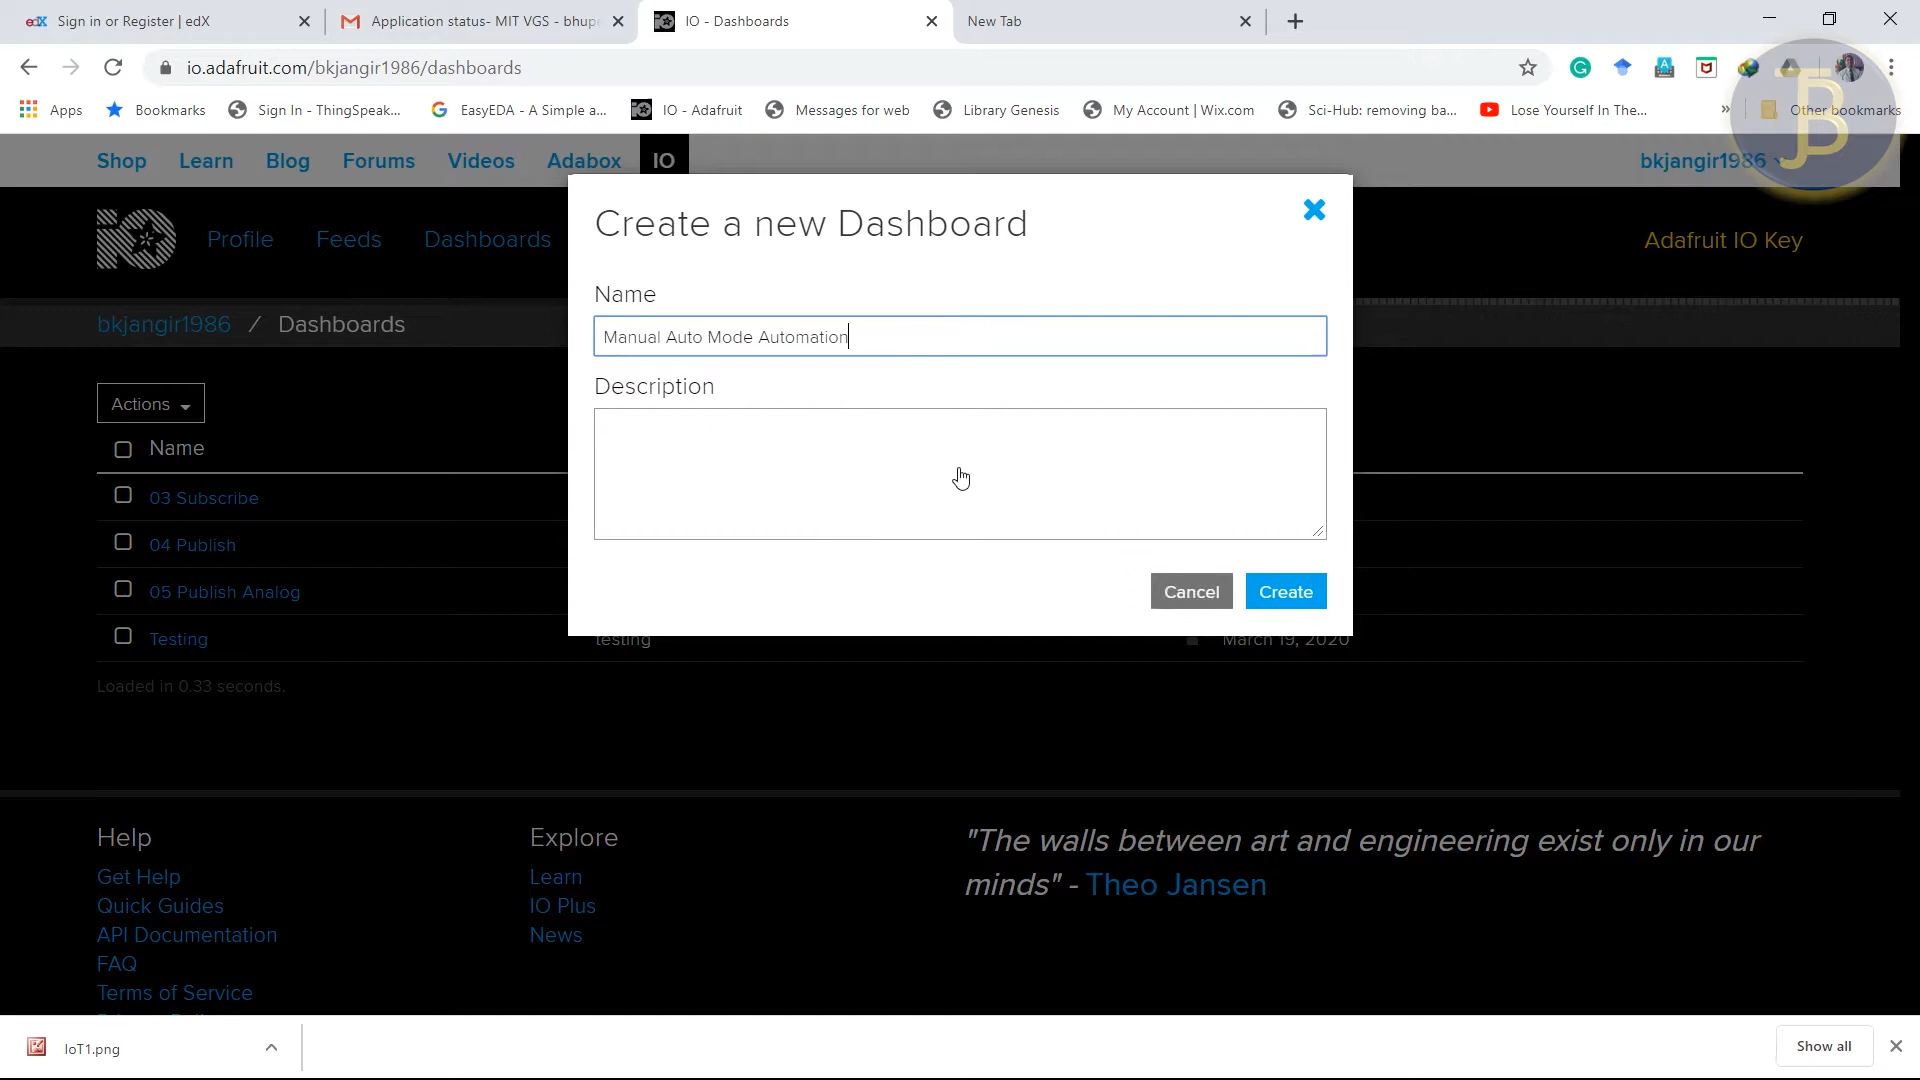 Sign in or Register | edX
Application status- MIT VGS - bhupe
IO - Dashboards
New Tab
io.adafruit.com/bkjangir1986/dashboards
Apps
Bookmarks
Sign In - ThingSpeak...
EasyEDA - A Simple a...
IO - Adafruit
Messages for web
Library Genesis
My Account | Wix.com
Sci-Hub: removing ba...
Lose Yourself In The...
»
Other bookmarks
Shop
Learn
Blog
Forums
Videos
Adabox
IO
bkjangir1986
Profile
Feeds
Dashboards
Adafruit IO Key
bkjangir1986 / Dashboards
Create a new Dashboard
Name
Manual Auto Mode Automation
Description
Cancel
Create
Actions
Name
03 Subscribe
04 Publish
05 Publish Analog
Testing
testing
March 19, 2020
Loaded in 0.33 seconds.
Help
Get Help
Quick Guides
API Documentation
FAQ
Terms of Service
Explore
Learn
IO Plus
News
"The walls between art and engineering exist only in our
minds" - Theo Jansen
IoT1.png
Show all